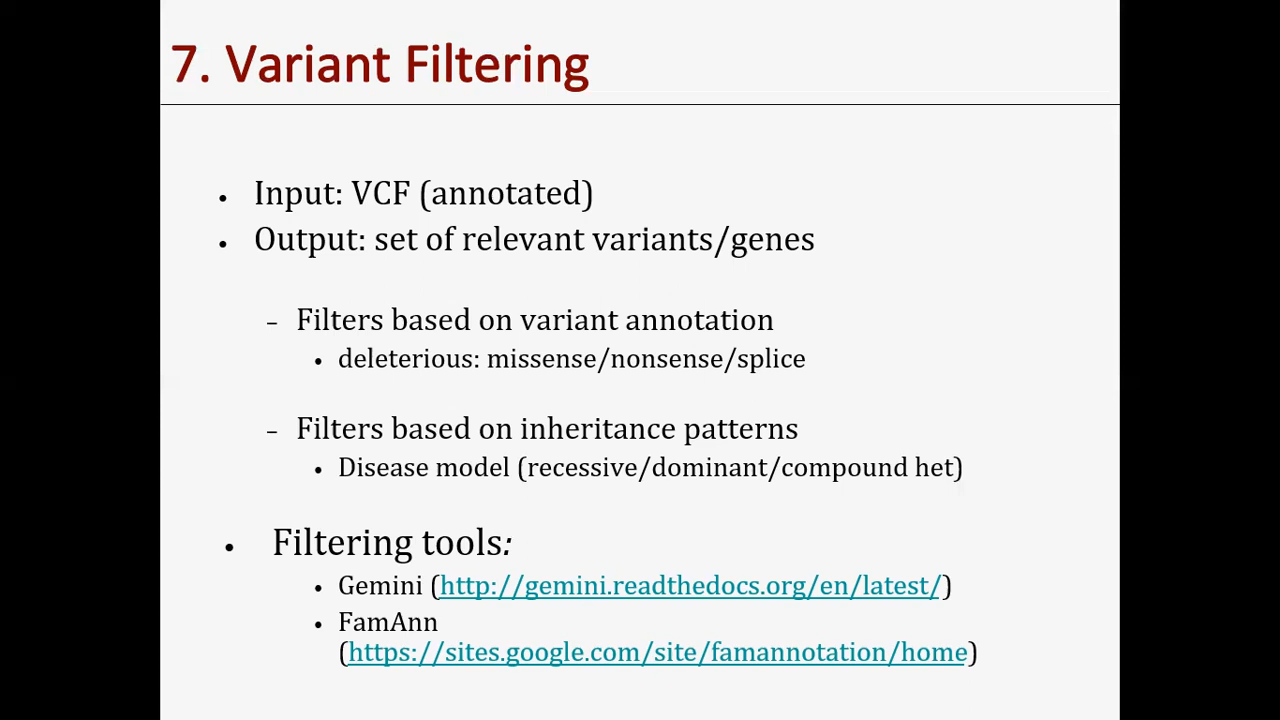 7. Variant Filtering
• Input: VCF (annotated)
• Output: set of relevant variants/genes
– Filters based on variant annotation
• deleterious: missense/nonsense/splice
– Filters based on inheritance patterns
• Disease model (recessive/dominant/compound het)
• Filtering tools:
• Gemini (http://gemini.readthedocs.org/en/latest/)
• FamAnn
(https://sites.google.com/site/famannotation/home)